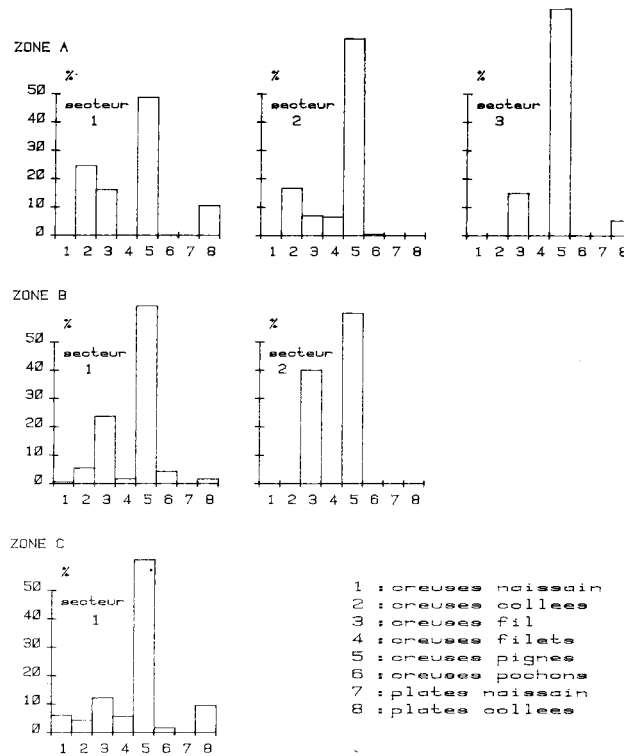 ZONE A
% % %
secteur secteur secteur
1 2 3
50
40
30
20
10
0
1 2 3 4 5 6 7 8 1 2 3 4 5 6 7 8 1 2 3 4 5 6 7 8
ZONE B
% %
secteur secteur
1 2
50
40
30
20
10
0
1 2 3 4 5 6 7 8 1 2 3 4 5 6 7 8
ZONE C
%
secteur
1
50
40
30
20
10
0
1 2 3 4 5 6 7 8
1 : creuses naissain
2 : creuses collees
3 : creuses fil
4 : creuses filets
5 : creuses pignes
6 : creuses pochons
7 : plates naissain
8 : plates collees